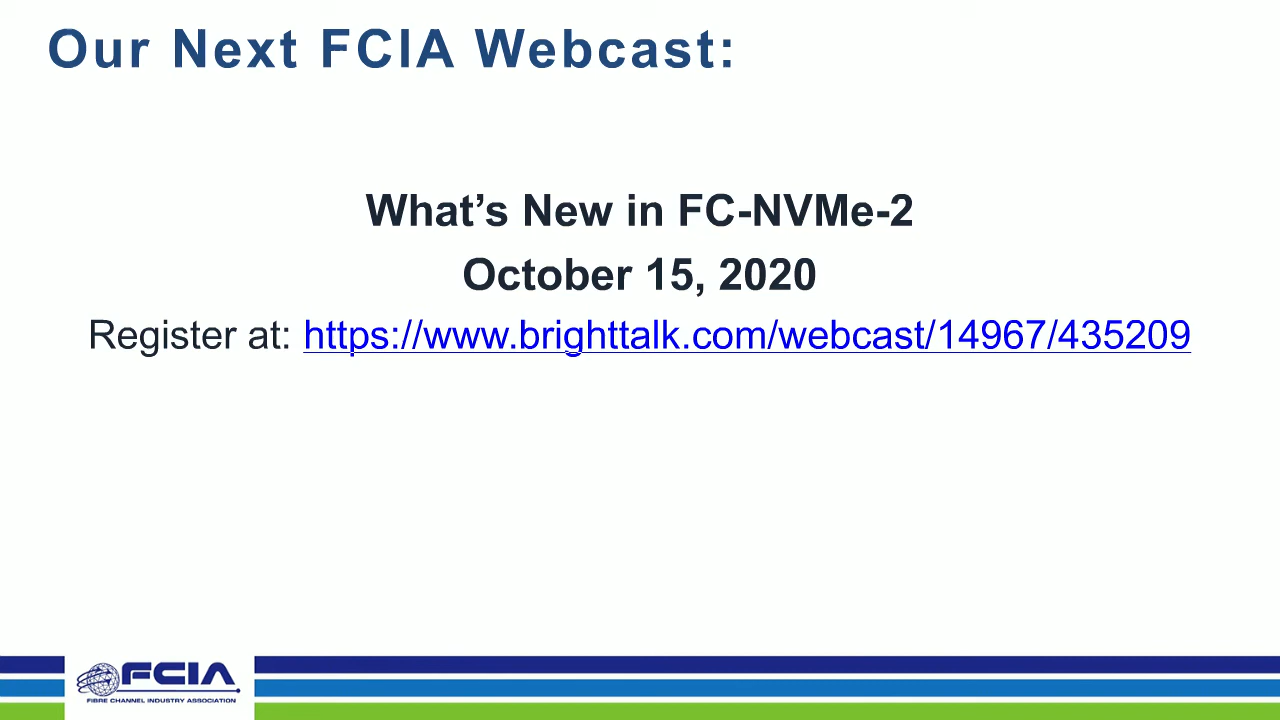 Our Next FCIA Webcast:
What’s New in FC-NVMe-2
October 15, 2020
Register at: https://www.brighttalk.com/webcast/14967/435209
FCIA
FIBRE CHANNEL INDUSTRY ASSOCIATION